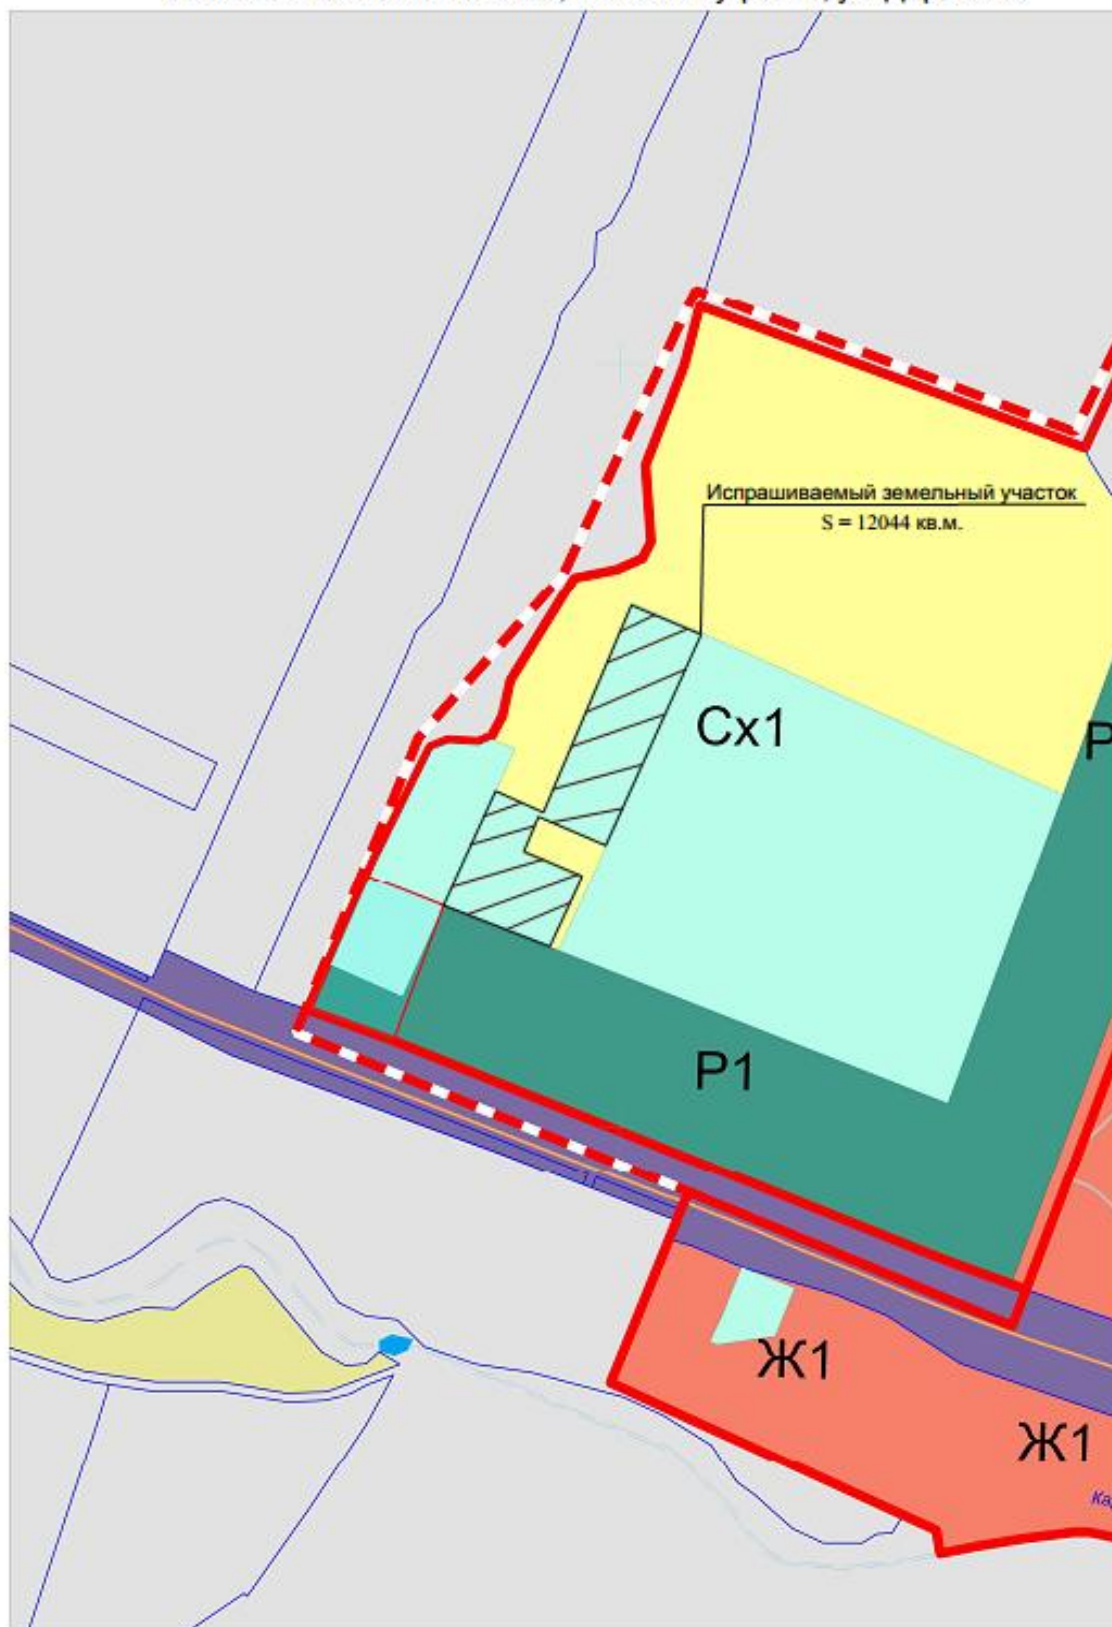 Испрашиваемый земельный участок
S = 12044 кв.м.
Сх1
Р
Р1
Ж1
Ж1